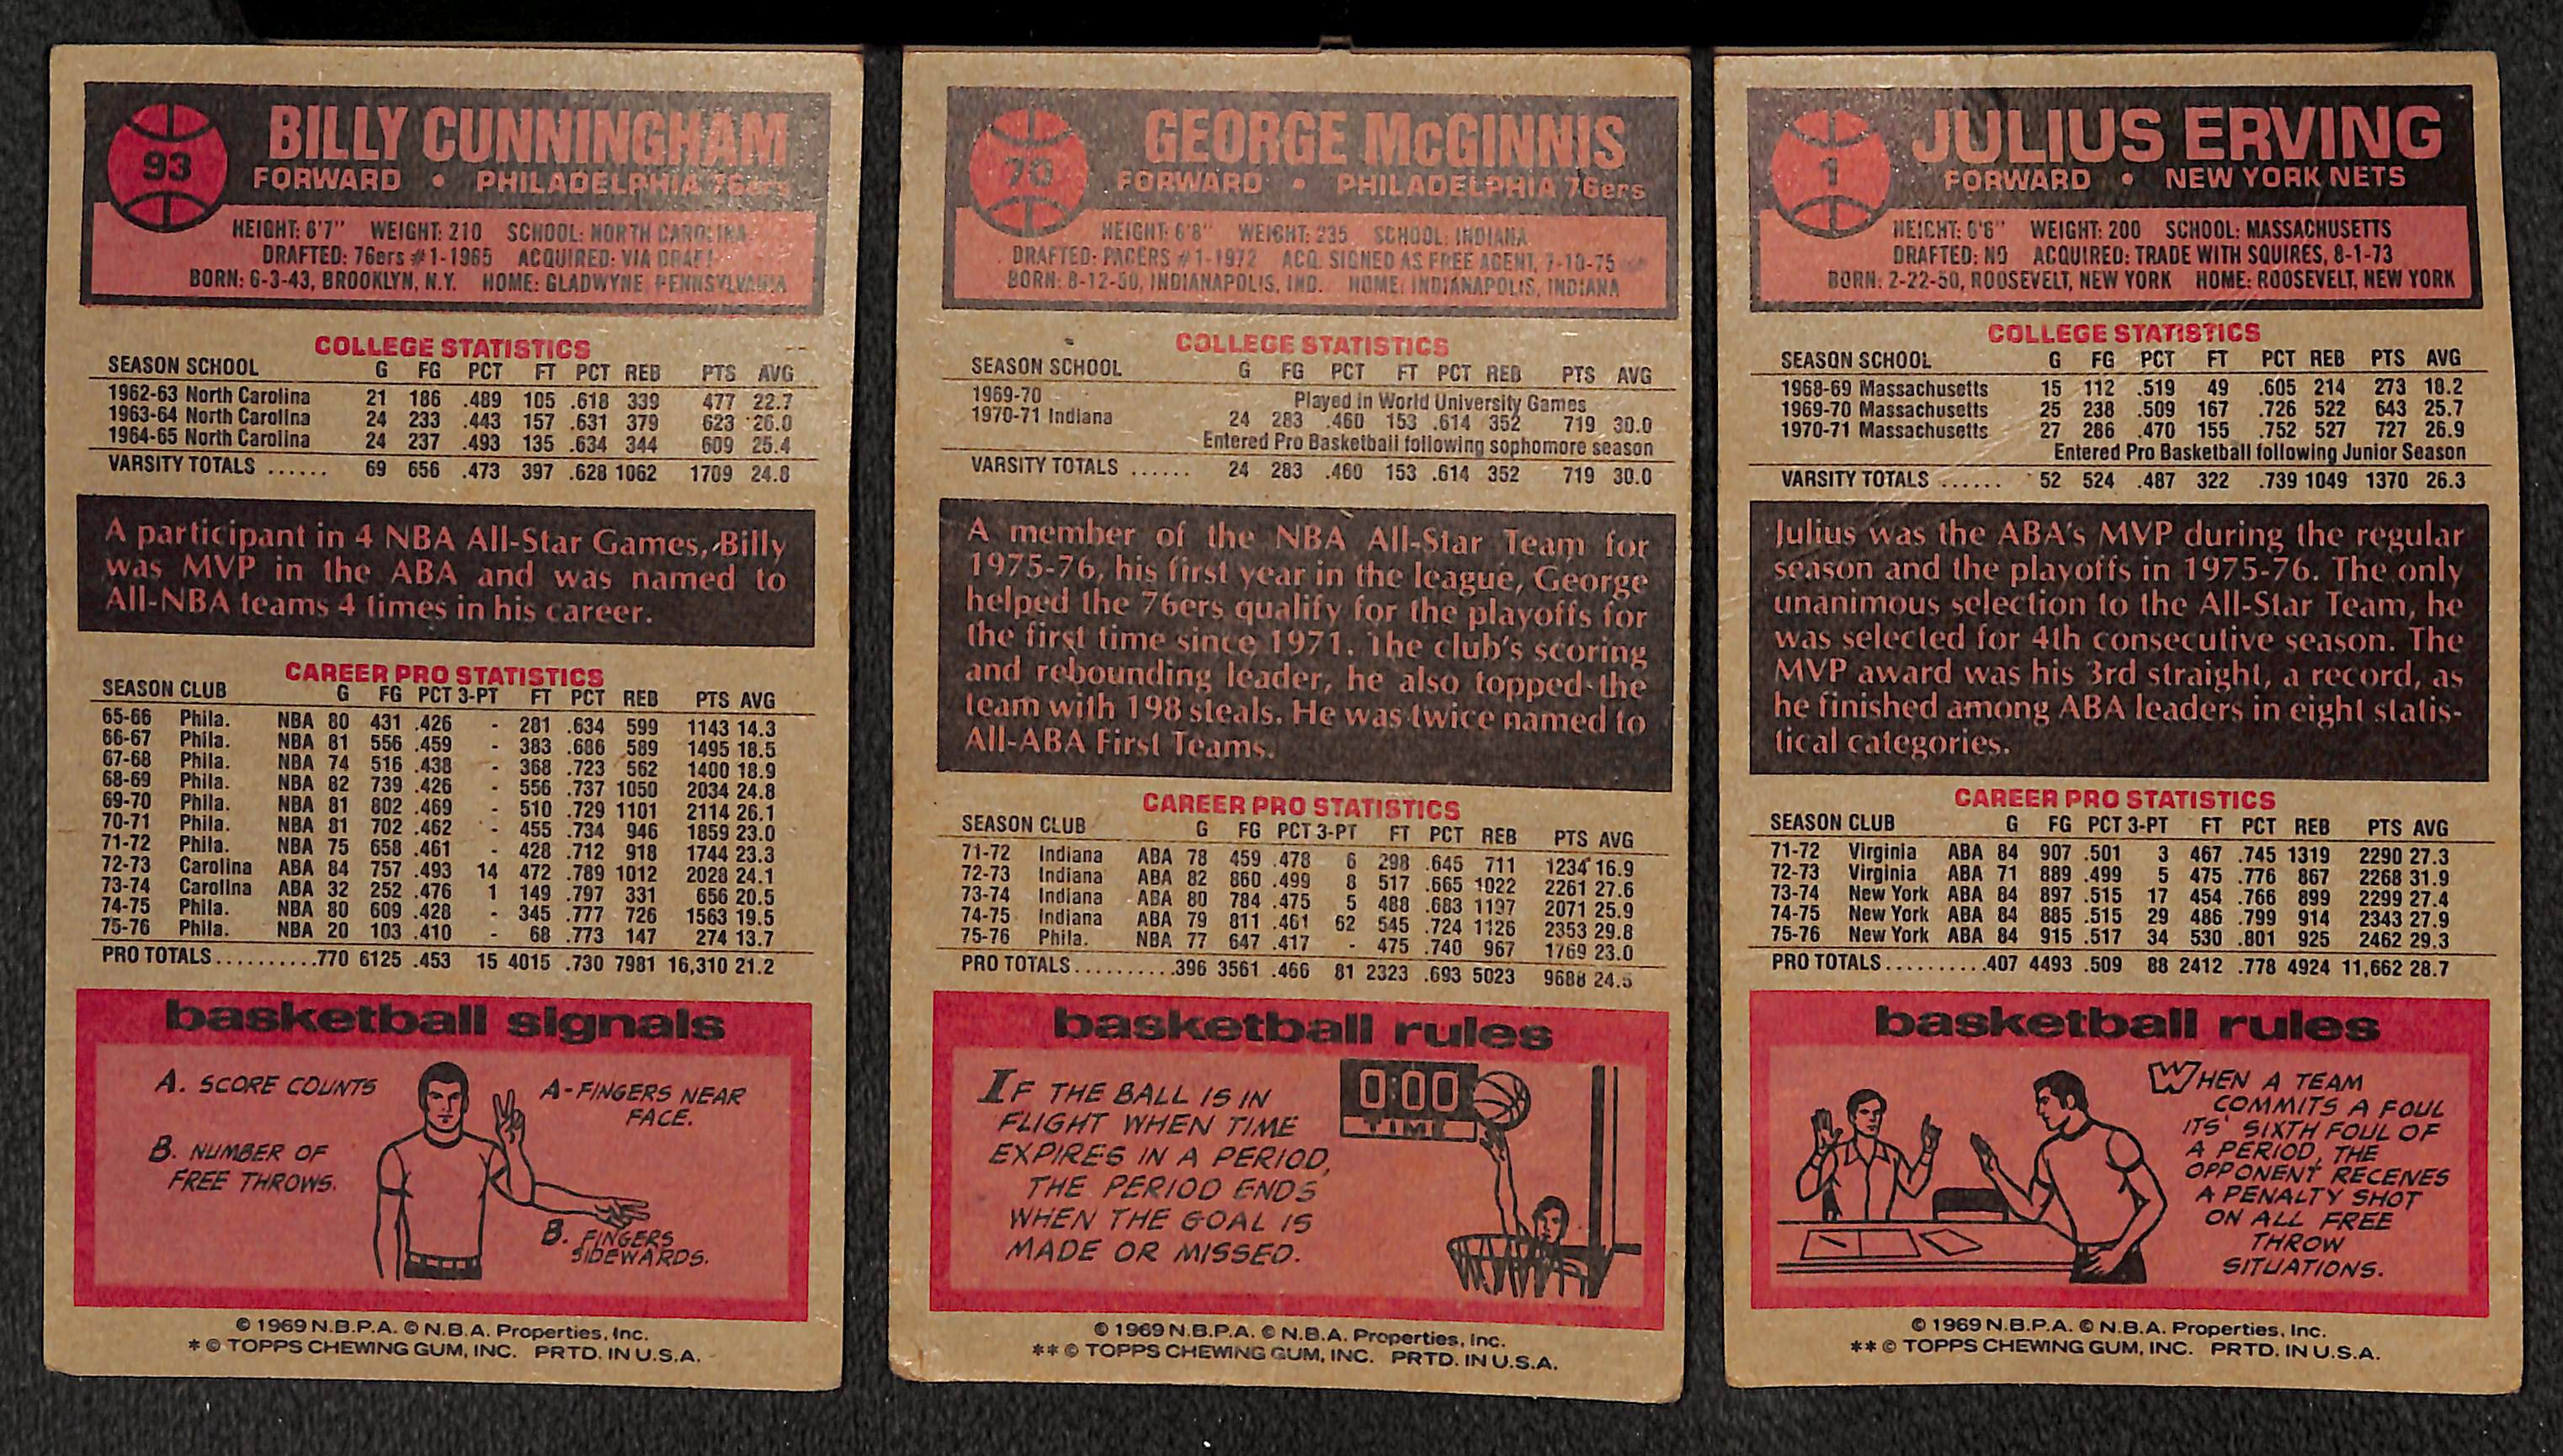 93
BILLY CUNNINGHAM
FORWARD • PHILADELPHIA 76ers
HEIGHT: 6'7" WEIGHT: 210 SCHOOL: NORTH CAROLINA
DRAFTED: 76ers #1-1965 ACQUIRED: VIA DRAFT
BORN: 6-3-43, BROOKLYN, N.Y. HOME: GLADWYNE, PENNSYLVANIA
COLLEGE STATISTICS
SEASON SCHOOL G FG PCT FT PCT REB PTS AVG
1962-63 North Carolina 21 186 .489 105 .618 339 477 22.7
1963-64 North Carolina 24 233 .443 157 .631 379 623 26.0
1964-65 North Carolina 24 237 .493 135 .634 344 609 25.4
VARSITY TOTALS ...... 69 656 .473 397 .628 1062 1709 24.8
A participant in 4 NBA All-Star Games, Billy
was MVP in the ABA and was named to
All-NBA teams 4 times in his career.
CAREER PRO STATISTICS
SEASON CLUB G FG PCT 3-PT FT PCT REB PTS AVG
65-66 Phila. NBA 80 431 .426 - 281 .634 599 1143 14.3
66-67 Phila. NBA 81 556 .459 - 383 .686 589 1495 18.5
67-68 Phila. NBA 74 516 .438 - 368 .723 562 1400 18.9
68-69 Phila. NBA 82 739 .426 - 556 .737 1050 2034 24.8
69-70 Phila. NBA 81 802 .469 - 510 .729 1101 2114 26.1
70-71 Phila. NBA 81 702 .462 - 455 .734 946 1859 23.0
71-72 Phila. NBA 75 658 .461 - 428 .712 918 1744 23.3
72-73 Carolina ABA 84 757 .493 14 472 .789 1012 2028 24.1
73-74 Carolina ABA 32 252 .476 1 149 .797 331 656 20.5
74-75 Phila. NBA 80 609 .428 - 345 .777 726 1563 19.5
75-76 Phila. NBA 20 103 .410 - 68 .773 147 274 13.7
PRO TOTALS..........770 6125 .453 15 4015 .730 7981 16,310 21.2
basketball signals
A. SCORE COUNTS
A-FINGERS NEAR
FACE.
B. NUMBER OF
FREE THROWS.
B. FINGERS
SIDEWARDS.
© 1969 N.B.P.A. © N.B.A. Properties, Inc.
* © TOPPS CHEWING GUM, INC. PRTD. IN U.S.A.
70
GEORGE McGINNIS
FORWARD • PHILADELPHIA 76ers
HEIGHT: 6'8" WEIGHT: 235 SCHOOL: INDIANA
DRAFTED: PACERS #1-1972 ACQ. SIGNED AS FREE AGENT, 7-10-75
BORN: 8-12-50, INDIANAPOLIS, IND. HOME: INDIANAPOLIS, INDIANA
COLLEGE STATISTICS
SEASON SCHOOL G FG PCT FT PCT REB PTS AVG
1969-70 Played in World University Games
1970-71 Indiana 24 283 .460 153 .614 352 719 30.0
Entered Pro Basketball following sophomore season
VARSITY TOTALS ...... 24 283 .460 153 .614 352 719 30.0
A member of the NBA All-Star Team for
1975-76, his first year in the league, George
helped the 76ers qualify for the playoffs for
the first time since 1971. The club's scoring
and rebounding leader, he also topped the
team with 198 steals. He was twice named to
All-ABA First Teams.
CAREER PRO STATISTICS
SEASON CLUB G FG PCT 3-PT FT PCT REB PTS AVG
71-72 Indiana ABA 78 459 .478 6 298 .645 711 1234 16.9
72-73 Indiana ABA 82 860 .499 8 517 .665 1022 2261 27.6
73-74 Indiana ABA 80 784 .475 5 488 .683 1197 2071 25.9
74-75 Indiana ABA 79 811 .461 62 545 .724 1126 2353 29.8
75-76 Phila. NBA 77 647 .417 - 475 .740 967 1769 23.0
PRO TOTALS..........396 3561 .466 81 2323 .693 5023 9688 24.5
basketball rules
IF THE BALL IS IN
FLIGHT WHEN TIME
EXPIRES IN A PERIOD,
THE PERIOD ENDS
WHEN THE GOAL IS
MADE OR MISSED.
0:00
TIME
© 1969 N.B.P.A. © N.B.A. Properties, Inc.
** © TOPPS CHEWING GUM, INC. PRTD. IN U.S.A.
1
JULIUS ERVING
FORWARD • NEW YORK NETS
HEIGHT: 6'6" WEIGHT: 200 SCHOOL: MASSACHUSETTS
DRAFTED: NO ACQUIRED: TRADE WITH SQUIRES, 8-1-73
BORN: 2-22-50, ROOSEVELT, NEW YORK HOME: ROOSEVELT, NEW YORK
COLLEGE STATISTICS
SEASON SCHOOL G FG PCT FT PCT REB PTS AVG
1968-69 Massachusetts 15 112 .519 49 .605 214 273 18.2
1969-70 Massachusetts 25 238 .509 167 .726 522 643 25.7
1970-71 Massachusetts 27 286 .470 155 .752 527 727 26.9
Entered Pro Basketball following Junior Season
VARSITY TOTALS ...... 52 524 .487 322 .739 1049 1370 26.3
Julius was the ABA's MVP during the regular
season and the playoffs in 1975-76. The only
unanimous selection to the All-Star Team, he
was selected for 4th consecutive season. The
MVP award was his 3rd straight, a record, as
he finished among ABA leaders in eight statis-
tical categories.
CAREER PRO STATISTICS
SEASON CLUB G FG PCT 3-PT FT PCT REB PTS AVG
71-72 Virginia ABA 84 907 .501 3 467 .745 1319 2290 27.3
72-73 Virginia ABA 71 889 .499 5 475 .776 867 2268 31.9
73-74 New York ABA 84 897 .515 17 454 .766 899 2299 27.4
74-75 New York ABA 84 885 .515 29 486 .799 914 2343 27.9
75-76 New York ABA 84 915 .517 34 530 .801 925 2462 29.3
PRO TOTALS..........407 4493 .509 88 2412 .778 4924 11,662 28.7
basketball rules
WHEN A TEAM
COMMITS A FOUL
ITS' SIXTH FOUL OF
A PERIOD, THE
OPPONENT RECEIVES
A PENALTY SHOT
ON ALL FREE
THROW
SITUATIONS.
© 1969 N.B.P.A. © N.B.A. Properties, Inc.
** © TOPPS CHEWING GUM, INC. PRTD. IN U.S.A.